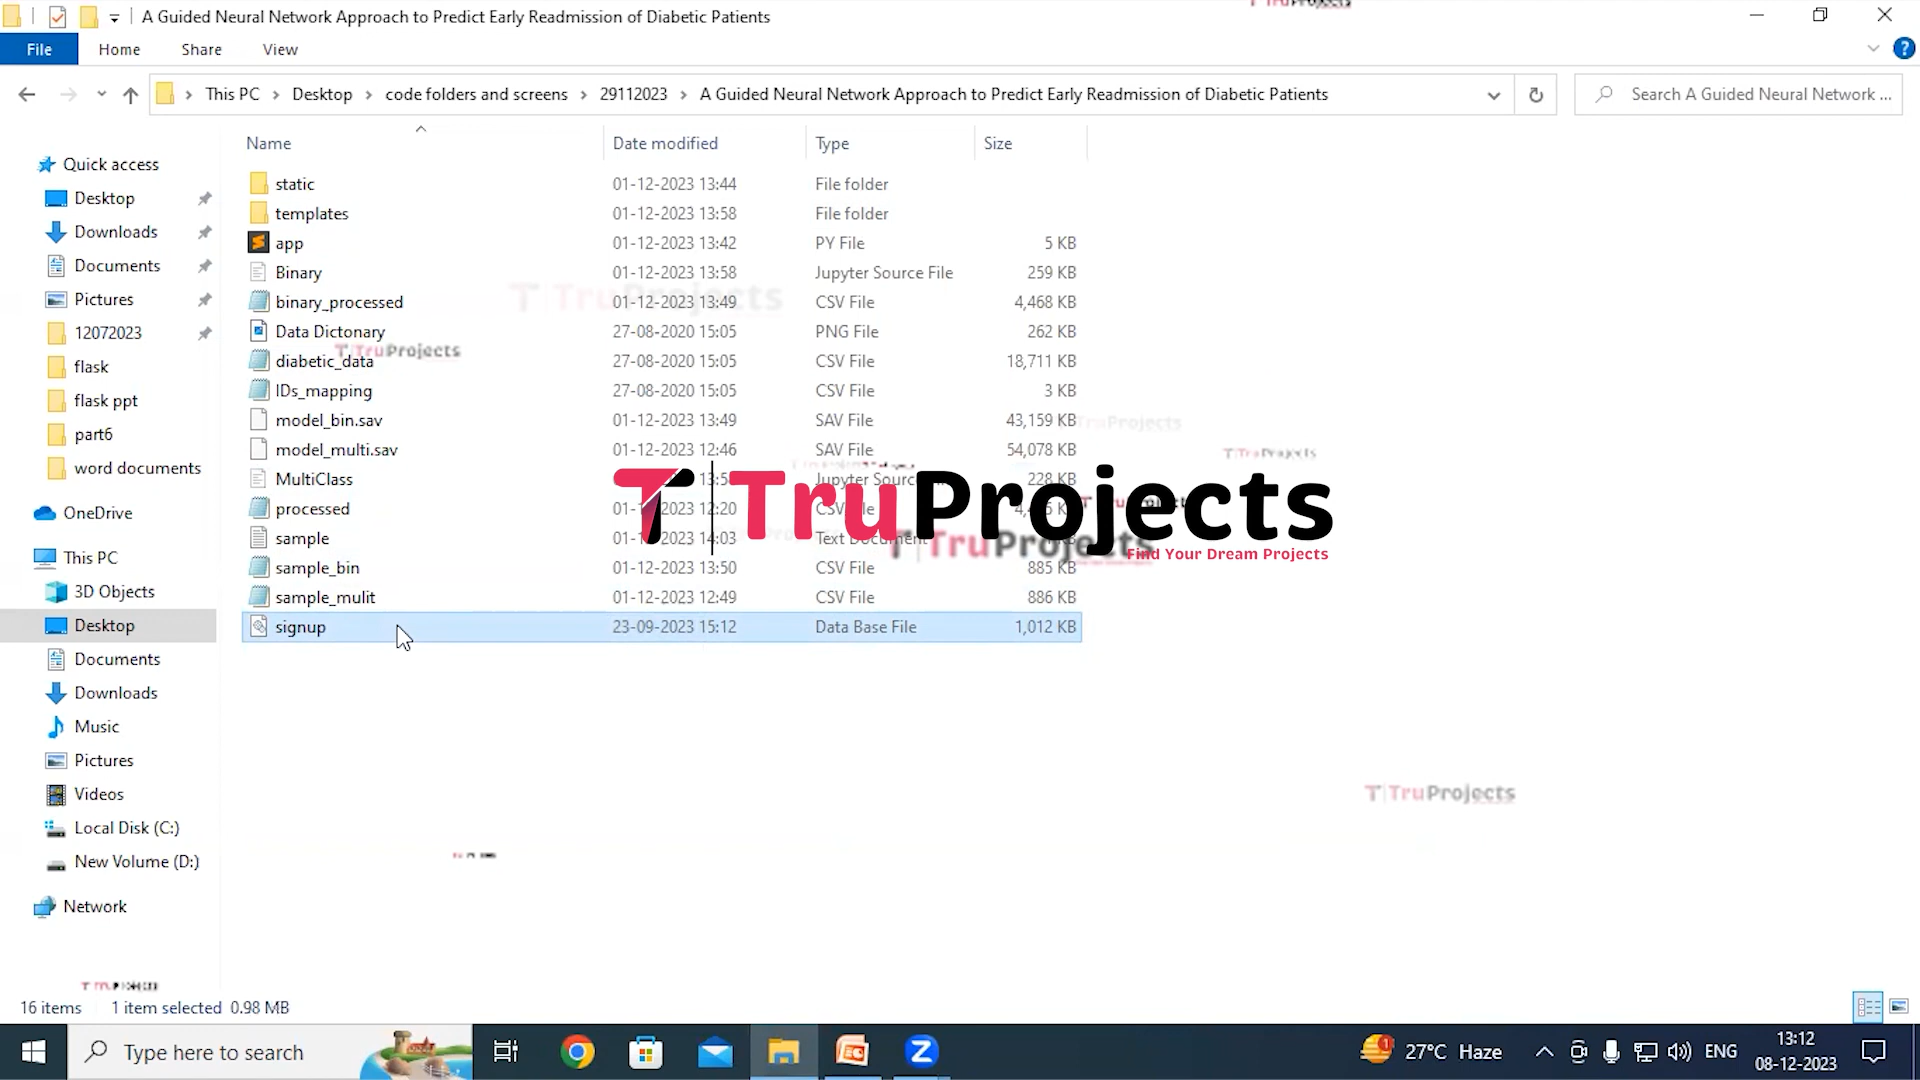 A Guided Neural Network Approach to Predict Early Readmission of Diabetic Patients
File Home Share View
This PC Desktop code folders and screens 29112023 A Guided Neural Network Approach to Predict Early Readmission of Diabetic Patients
Search A Guided Neural Network ...
Name Date modified Type Size
Quick access
Desktop
Downloads
Documents
Pictures
12072023
flask
flask ppt
part6
word documents
OneDrive
This PC
3D Objects
Desktop
Documents
Downloads
Music
Pictures
Videos
Local Disk (C:)
New Volume (D:)
Network
static 01-12-2023 13:44 File folder
templates 01-12-2023 13:58 File folder
app 01-12-2023 13:42 PY File 5 KB
Binary 01-12-2023 13:58 Jupyter Source File 259 KB
binary_processed 01-12-2023 13:49 CSV File 4,468 KB
Data Dictonary 27-08-2020 15:05 PNG File 262 KB
diabetic_data 27-08-2020 15:05 CSV File 18,711 KB
IDs_mapping 27-08-2020 15:05 CSV File 3 KB
model_bin.sav 01-12-2023 13:49 SAV File 43,159 KB
model_multi.sav 01-12-2023 12:46 SAV File 54,078 KB
MultiClass Jupyter 228 KB
processed CSV
sample Text Document
sample_bin 01-12-2023 13:50 CSV File 885 KB
sample_mulit 01-12-2023 12:49 CSV File 886 KB
signup 23-09-2023 15:12 Data Base File 1,012 KB
TruProjects
Find Your Dream Projects
TruProjects
TruProjects
TruProjects
TruProjects
TruProjects
TruProjects
16 items 1 item selected 0.98 MB
Type here to search
27°C Haze
ENG
13:12
08-12-2023